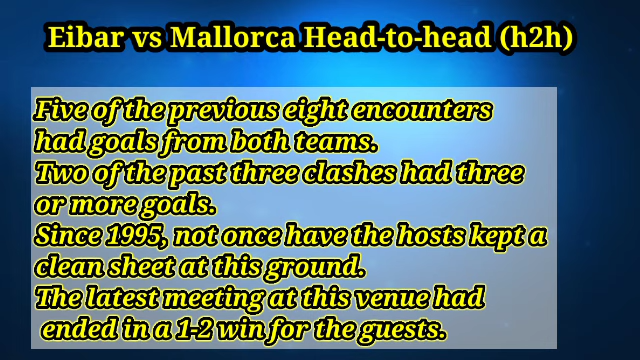 Eibar vs Mallorca Head-to-head (h2h)
Five of the previous eight encounters
had goals from both teams.
Two of the past three clashes had three
or more goals.
Since 1995, not once have the hosts kept a
clean sheet at this ground.
The latest meeting at this venue had
ended in a 1-2 win for the guests.